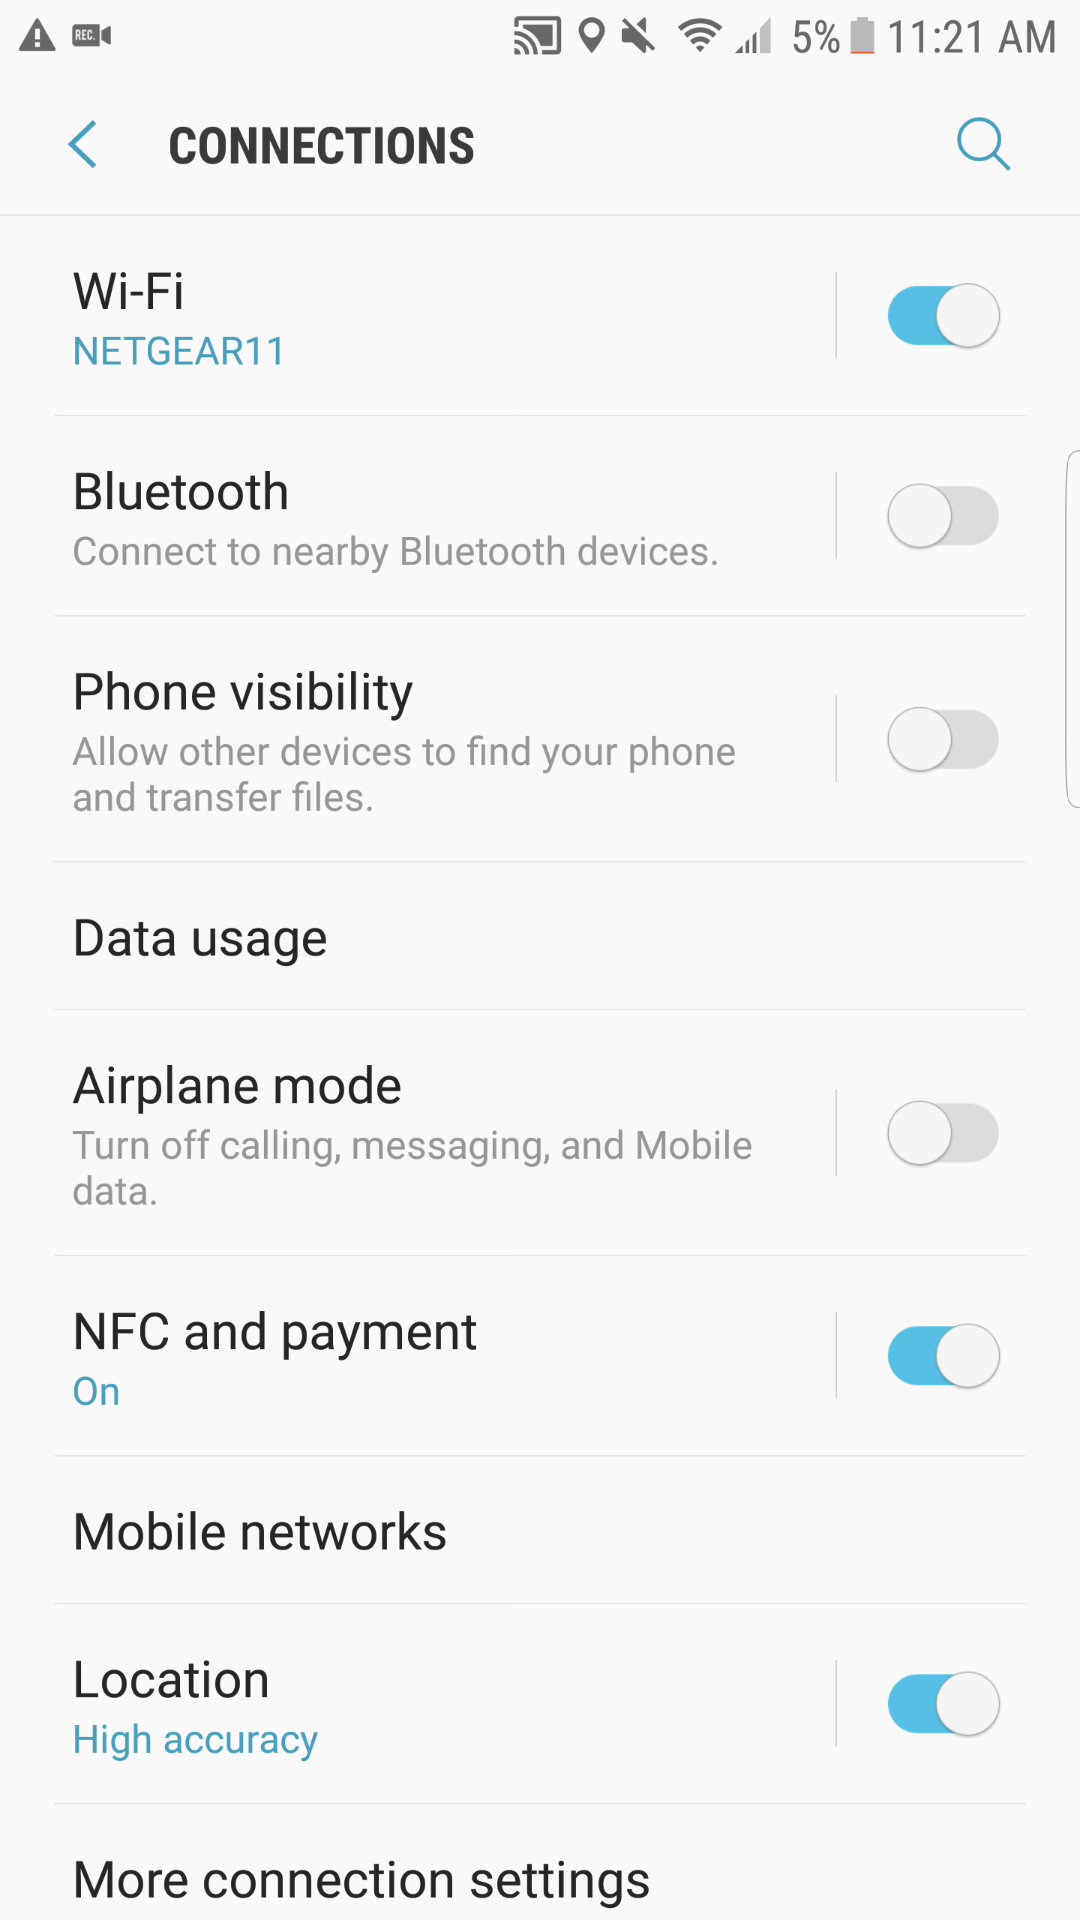 REC. 5% 11:21 AM
CONNECTIONS
Wi-Fi
NETGEAR11
Bluetooth
Connect to nearby Bluetooth devices.
Phone visibility
Allow other devices to find your phone
and transfer files.
Data usage
Airplane mode
Turn off calling, messaging, and Mobile
data.
NFC and payment
On
Mobile networks
Location
High accuracy
More connection settings